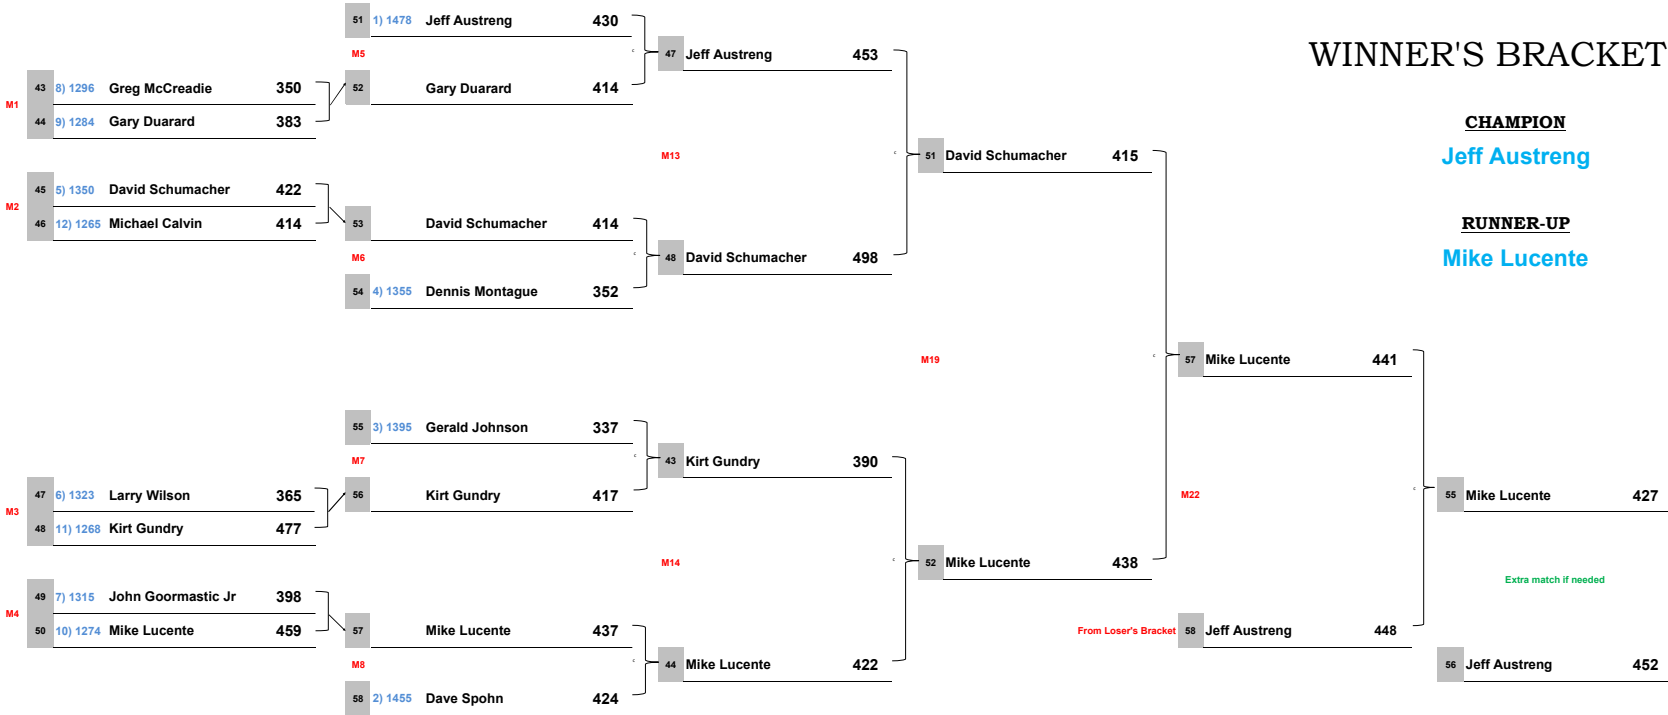 WINNER'S BRACKET
CHAMPION
Jeff Austreng
RUNNER-UP
Mike Lucente
M1
43 8) 1296 Greg McCreadie 350
44 9) 1284 Gary Duarard 383
M2
45 5) 1350 David Schumacher 422
46 12) 1265 Michael Calvin 414
M3
47 6) 1323 Larry Wilson 365
48 11) 1268 Kirt Gundry 477
M4
49 7) 1315 John Goormastic Jr 398
50 10) 1274 Mike Lucente 459
51 1) 1478 Jeff Austreng 430
M5
52 Gary Duarard 414
53 David Schumacher 414
M6
54 4) 1355 Dennis Montague 352
55 3) 1395 Gerald Johnson 337
M7
56 Kirt Gundry 417
57 Mike Lucente 437
M8
58 2) 1455 Dave Spohn 424
c
c
c
c
47 Jeff Austreng 453
M13
48 David Schumacher 498
43 Kirt Gundry 390
M14
44 Mike Lucente 422
c
c
51 David Schumacher 415
M19
52 Mike Lucente 438
c
57 Mike Lucente 441
M22
From Loser's Bracket 58 Jeff Austreng 448
c
55 Mike Lucente 427
Extra match if needed
56 Jeff Austreng 452